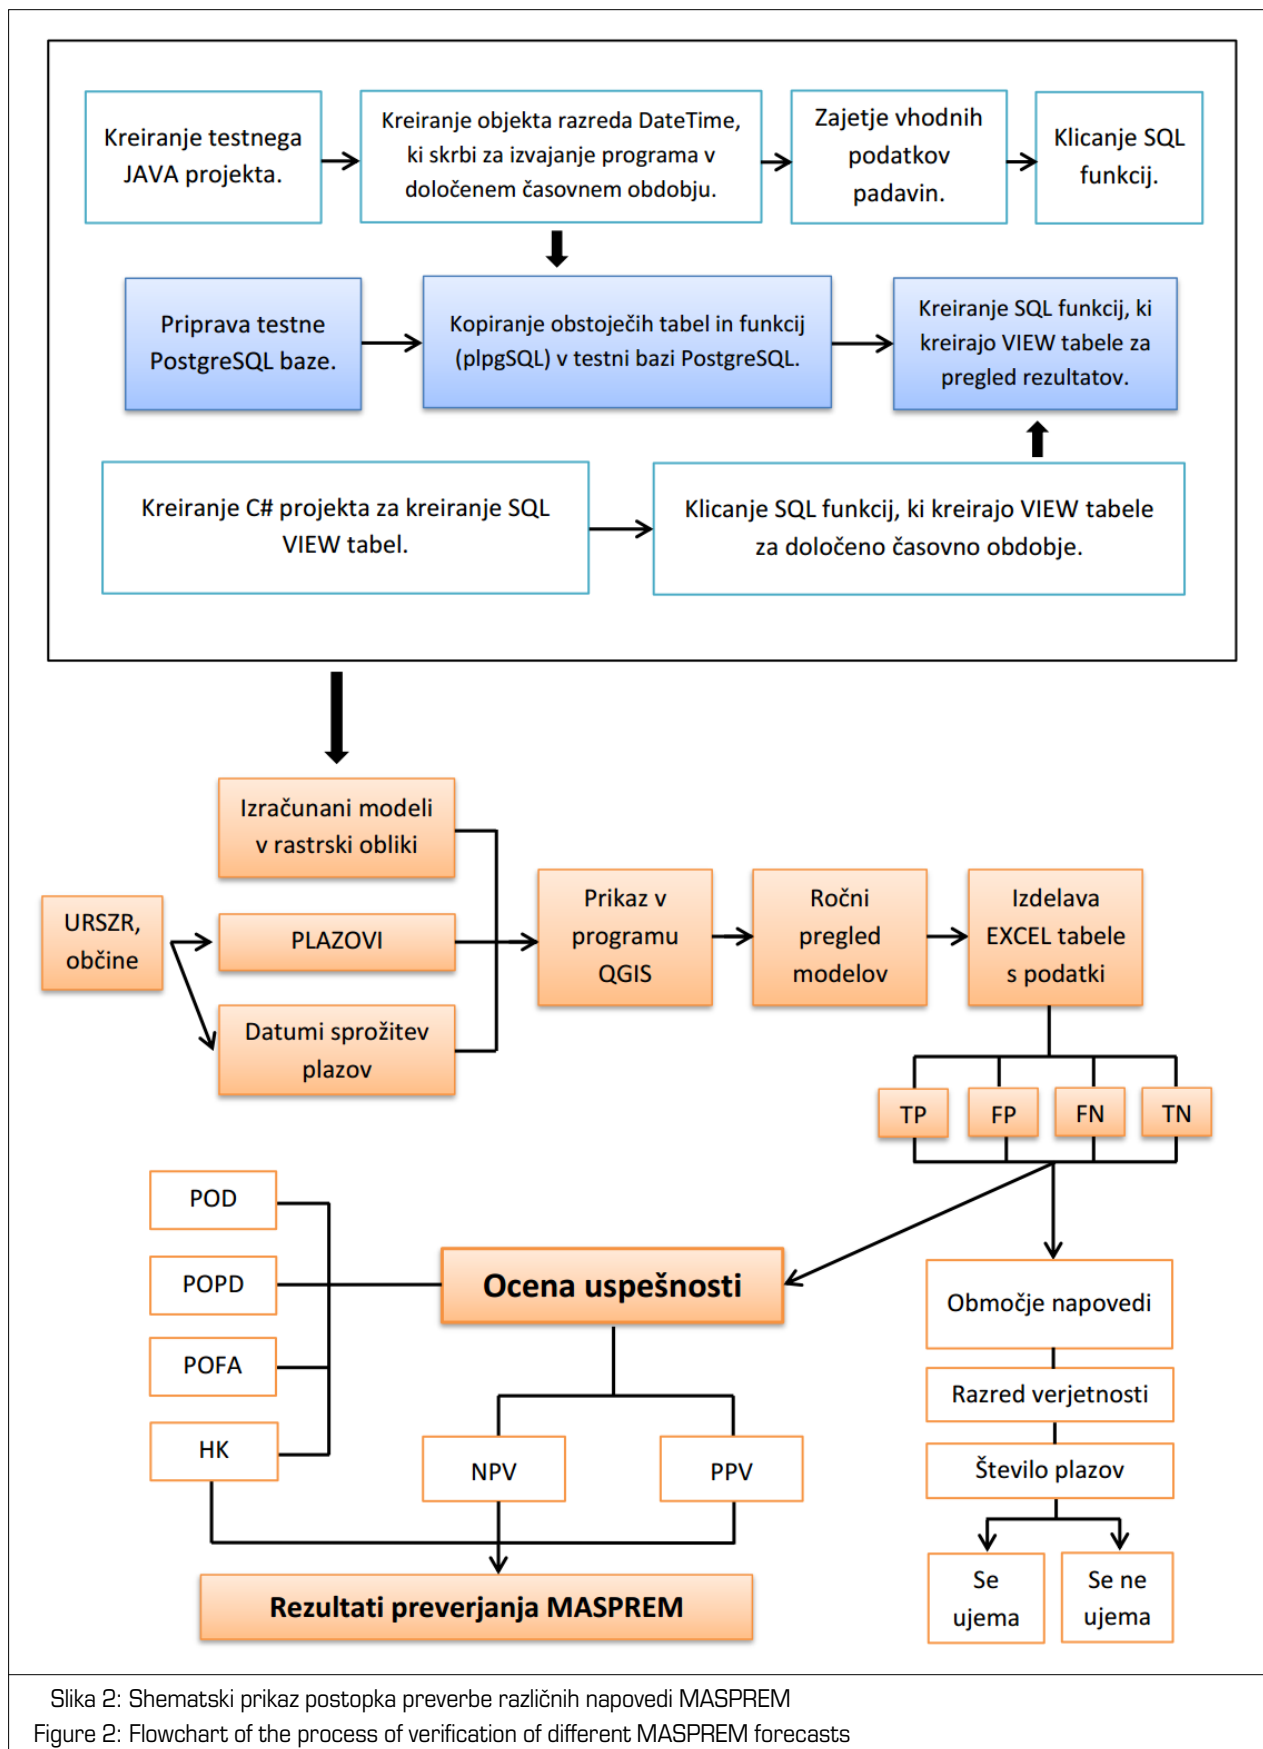 Kreiranje testnega
JAVA projekta.
Kreiranje objekta razreda DateTime,
ki skrbi za izvajanje programa v
določenem časovnem obdobju.
Zajetje vhodnih
podatkov
padavin.
Klicanje SQL
funkcij.
Priprava testne
PostgreSQL baze.
Kopiranje obstoječih tabel in funkcij
(plpgSQL) v testni bazi PostgreSQL.
Kreiranje SQL funkcij, ki
kreirajo VIEW tabele za
pregled rezultatov.
Kreiranje C# projekta za kreiranje SQL
VIEW tabel.
Klicanje SQL funkcij, ki kreirajo VIEW tabele
za določeno časovno obdobje.
Izračunani modeli
v rastrski obliki
URSZR,
občine
PLAZOVI
Datumi sprožitev
plazov
Prikaz v
programu
QGIS
Ročni
pregled
modelov
Izdelava
EXCEL tabele
s podatki
TP
FP
FN
TN
POD
POPD
POFA
HK
Ocena uspešnosti
NPV
PPV
Rezultati preverjanja MASPREM
Območje napovedi
Razred verjetnosti
Število plazov
Se
ujema
Se ne
ujema
Slika 2: Shematski prikaz postopka preverbe različnih napovedi MASPREM
Figure 2: Flowchart of the process of verification of different MASPREM forecasts